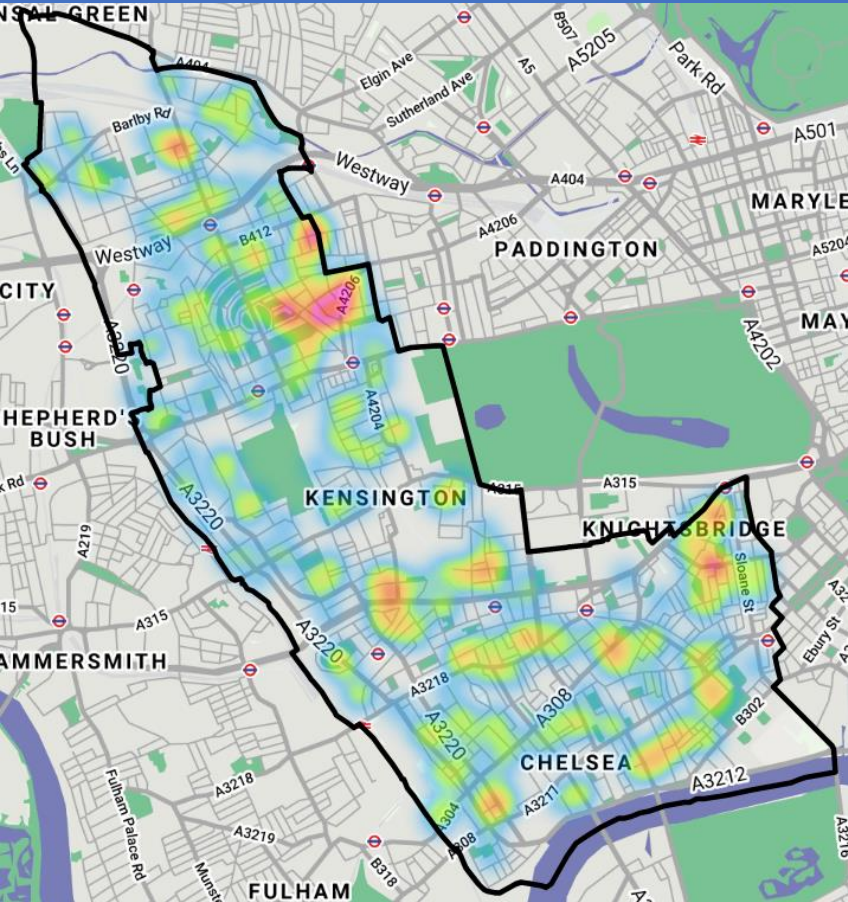 NSAL GREEN
B507
A5205
Park Rd
A404
Elgin Ave
A5
Sutherland Ave
Barlby Rd
A501
Westway
A404
MARYLE
A4206
B412
Westway
PADDINGTON
A5204
CITY
A4206
MAY
A3220
A4202
HEPHERD'S
BUSH
A4204
k Rd
A3220
KENSINGTON
A315
A315
KNIGHTSBRIDGE
A219
Sloane St
15
A315
A3220
Ebury St
AMMERSMITH
A3218
A308
B302
A3220
CHELSEA
A3212
A3218
A3217
A304
Fulham Palace Rd
A3219
A308
A3216
B318
Munste
FULHAM